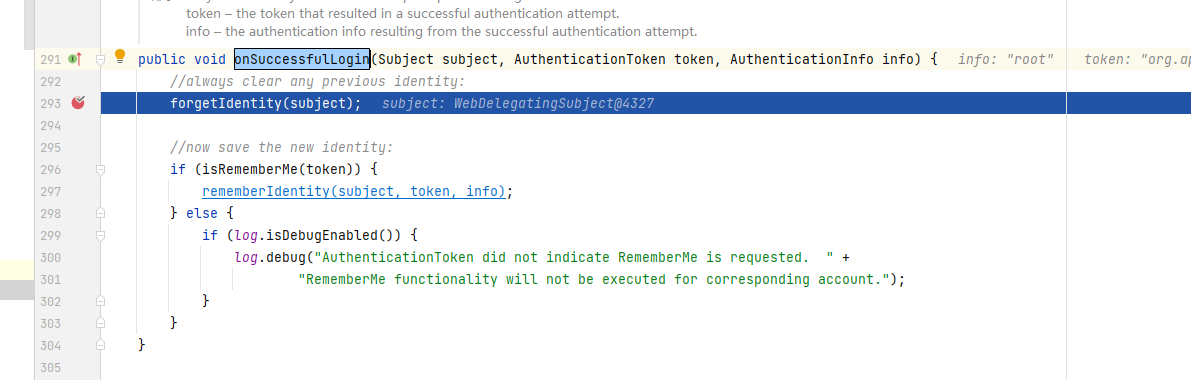 token – the token that resulted in a successful authentication attempt.
info – the authentication info resulting from the successful authentication attempt.
291 public void onSuccessfulLogin(Subject subject, AuthenticationToken token, AuthenticationInfo info) { info: "root" token: "org.ap
292 //always clear any previous identity:
293 forgetIdentity(subject); subject: WebDelegatingSubject@4327
294
295 //now save the new identity:
296 if (isRememberMe(token)) {
297 rememberIdentity(subject, token, info);
298 } else {
299 if (log.isDebugEnabled()) {
300 log.debug("AuthenticationToken did not indicate RememberMe is requested.  " +
301 "RememberMe functionality will not be executed for corresponding account.");
302 }
303 }
304 }
305